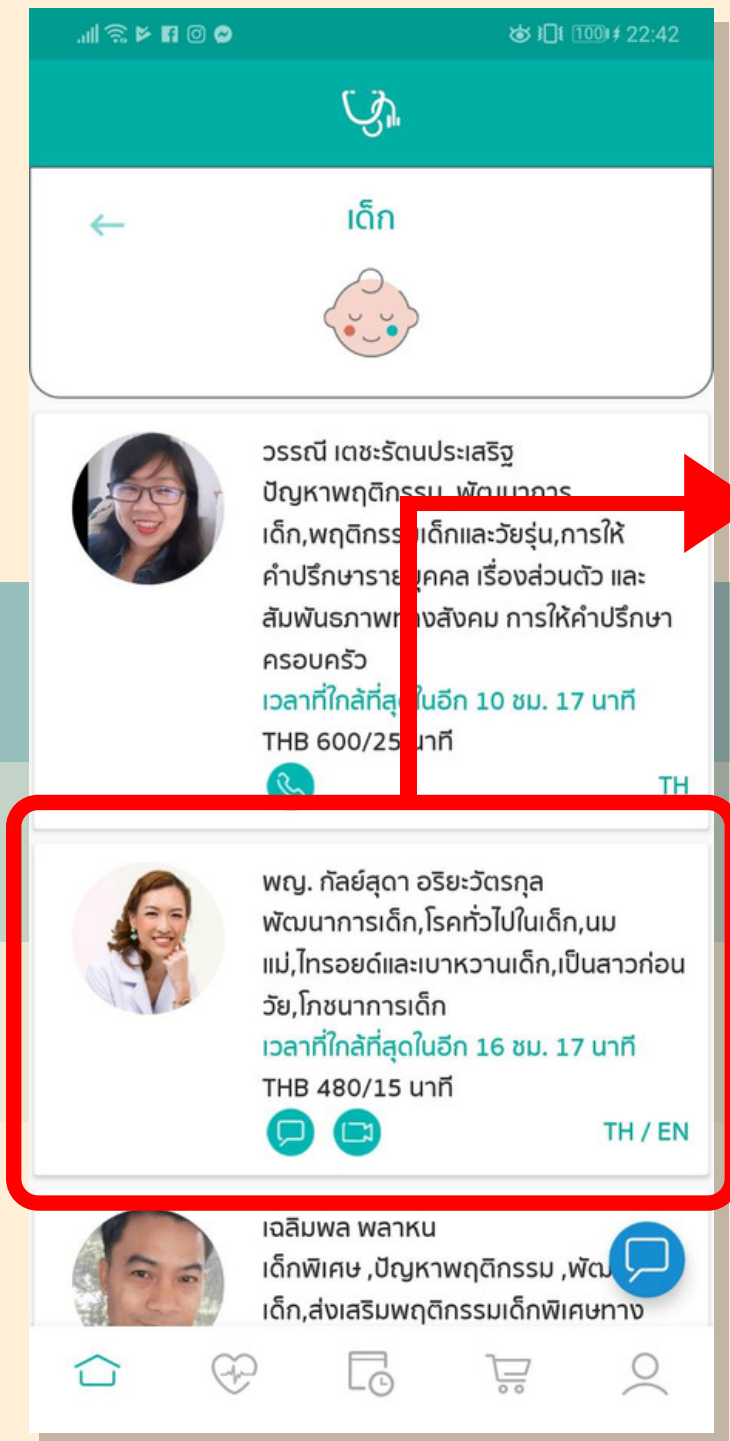 100 22:42
เด็ก
วรรณี เตชะรัตนประเสริฐ
ปัญหาพฤติกรรม พัฒนาการ
เด็ก,พฤติกรรมเด็กและวัยรุ่น,การให้
คำปรึกษารายบุคคล เรื่องส่วนตัว และ
สัมพันธภาพทางสังคม การให้คำปรึกษา
ครอบครัว
เวลาที่ใกล้ที่สุดในอีก 10 ชม. 17 นาที
THB 600/25 นาที
TH
พญ. กัลย์สุดา อริยะวัตรกุล
พัฒนาการเด็ก,โรคทั่วไปในเด็ก,นม
แม่,ไทรอยด์และเบาหวานเด็ก,เป็นสาวก่อน
วัย,โภชนาการเด็ก
เวลาที่ใกล้ที่สุดในอีก 16 ชม. 17 นาที
THB 480/15 นาที
TH / EN
เฉลิมพล พลาหน
เด็กพิเศษ ,ปัญหาพฤติกรรม ,พัฒ
เด็ก,ส่งเสริมพฤติกรรมเด็กพิเศษทาง